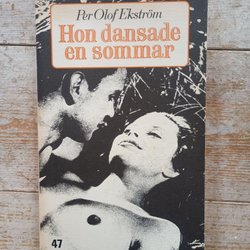 Per Olof Ekström
Hon dansade
en sommar
47